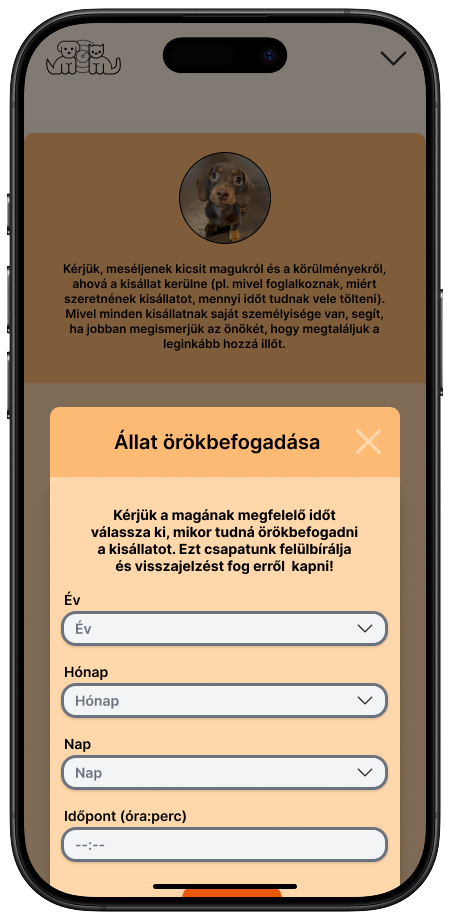 Kérjük, meséljenek kicsit magukról és a körülményekről,
ahová a kisállat kerülne (pl. mivel foglalkoznak, miért
szeretnének kisállatot, mennyi időt tudnak vele tölteni).
Mivel minden kisállatnak saját személyisége van, segít,
ha jobban megismerjük az önökét, hogy megtaláljuk a
leginkább hozzá illőt.
Állat örökbefogadása
Kérjük a magának megfelelő időt
válassza ki, mikor tudná örökbefogadni
a kisállatot. Ezt csapatunk felülbírálja
és visszajelzést fog erről kapni!
Év
Év
Hónap
Hónap
Nap
Nap
Időpont (óra:perc)
--:--